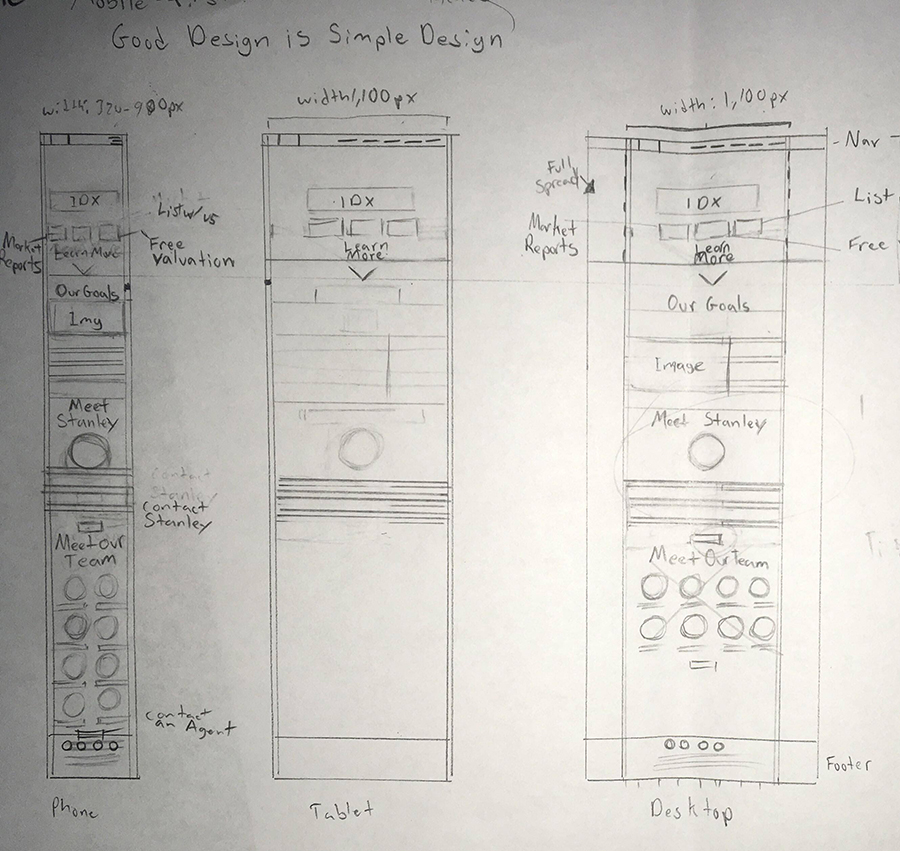 Mobile
Good Design is Simple Design
width: 320-900px
IDX
List w/ us
Market
Reports
Learn More
Free
Valuation
Our Goals
Img
Meet
Stanley
Contact
Stanley
Contact
Stanley
Meet Our
Team
Contact
an Agent
Phone
width 1,100px
IDX
Learn
More
Tablet
width: 1,100px
Nav
Fully
Spread
IDX
List
Market
Reports
Free
Learn
More
Our Goals
Image
Meet Stanley
Meet Our Team
Footer
Desktop